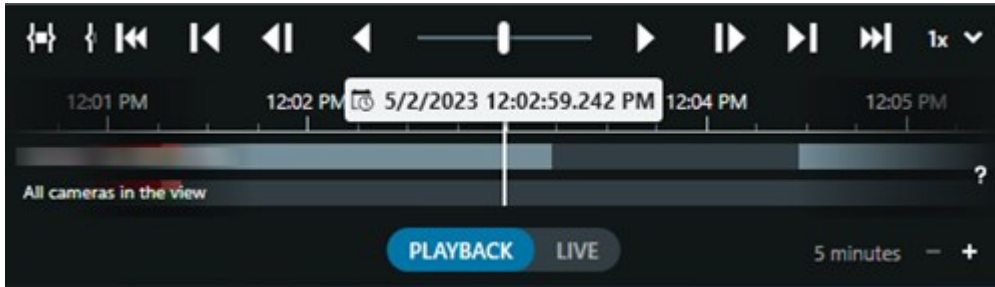 1x
12:01 PM 12:02 PM 5/2/2023 12:02:59.242 PM 12:04 PM 12:05 PM
?
All cameras in the view
PLAYBACK LIVE 5 minutes - +